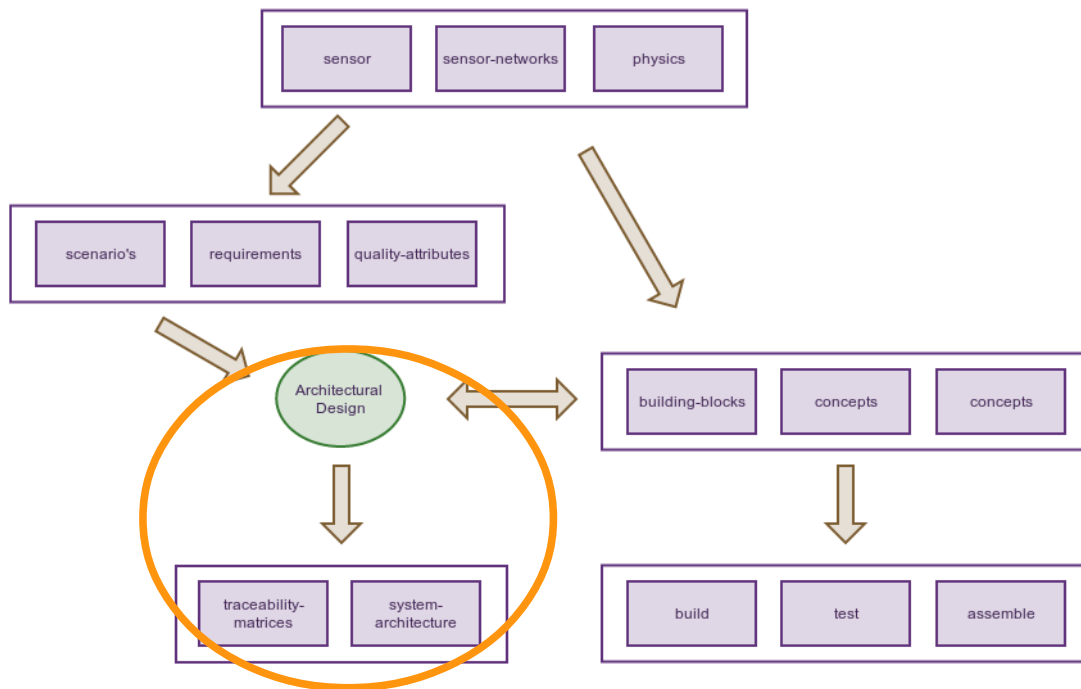 sensor
sensor-networks
physics
scenario's
requirements
quality-attributes
Architectural
Design
building-blocks
concepts
concepts
traceability-
matrices
system-
architecture
build
test
assemble